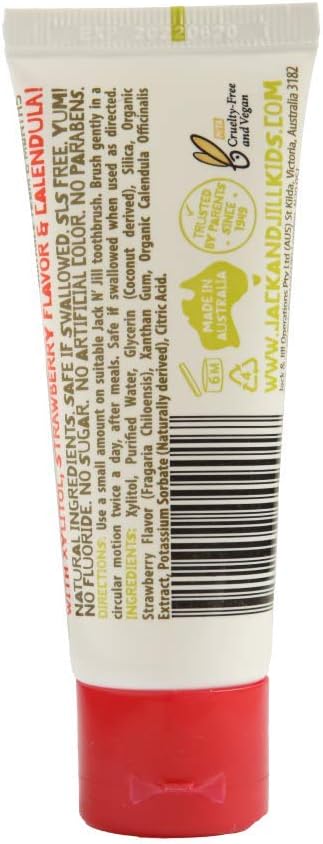 EXP 20220820
WITH XYLITOL, STRAWBERRY FLAVOR & CALENDULA!
NATURAL INGREDIENTS. SAFE IF SWALLOWED. SLS FREE, YUM!
NO FLUORIDE. NO SUGAR. NO ARTIFICIAL COLOR. NO PARABENS.
DIRECTIONS: Use a small amount on suitable Jack N' Jill toothbrush. Brush gently in a
circular motion twice a day, after meals. Safe if swallowed when used as directed.
INGREDIENTS: Xylitol, Purified Water, Glycerin (Coconut derived), Silica, Organic
Strawberry Flavor (Fragaria Chiloensis), Xanthan Gum, Organic Calendula Officinalis
Extract, Potassium Sorbate (Naturally derived), Citric Acid.
Cruelty-Free
and Vegan
TRUSTED
BY PARENTS
SINCE
1949
MADE IN
AUSTRALIA
6M
WWW.JACKANDJILLKIDS.COM
Jack & Jill Operations Pty Ltd (AUS) St Kilda, Victoria, Australia 3182